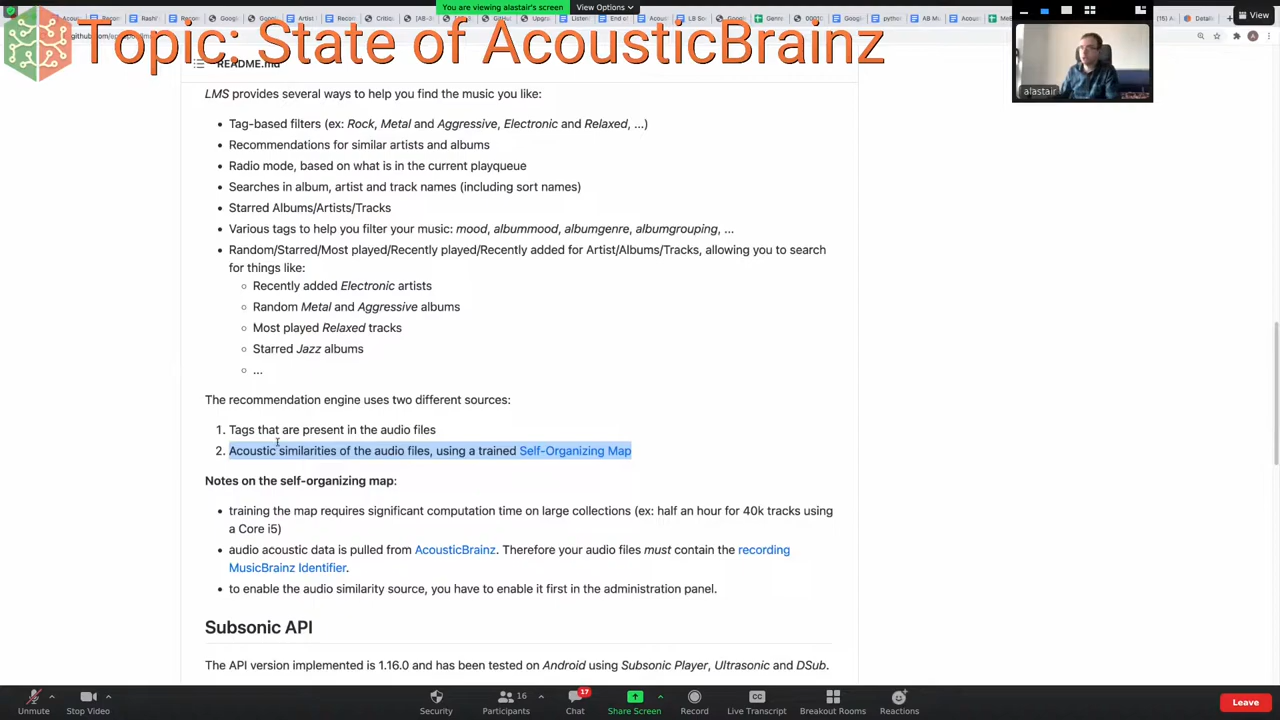 You are viewing alastair's screen
View Options
View
Topic: State of AcousticBrainz
README.md
alastair
LMS provides several ways to help you find the music you like:
• Tag-based filters (ex: Rock, Metal and Aggressive, Electronic and Relaxed, ...)
• Recommendations for similar artists and albums
• Radio mode, based on what is in the current playqueue
• Searches in album, artist and track names (including sort names)
• Starred Albums/Artists/Tracks
• Various tags to help you filter your music: mood, albummood, albumgenre, albumgrouping, ...
• Random/Starred/Most played/Recently played/Recently added for Artist/Albums/Tracks, allowing you to search
for things like:
◦ Recently added Electronic artists
◦ Random Metal and Aggressive albums
◦ Most played Relaxed tracks
◦ Starred Jazz albums
◦ ...
The recommendation engine uses two different sources:
1. Tags that are present in the audio files
2. Acoustic similarities of the audio files, using a trained Self-Organizing Map
Notes on the self-organizing map:
• training the map requires significant computation time on large collections (ex: half an hour for 40k tracks using
a Core i5)
• audio acoustic data is pulled from AcousticBrainz. Therefore your audio files must contain the recording
MusicBrainz Identifier.
• to enable the audio similarity source, you have to enable it first in the administration panel.
Subsonic API
The API version implemented is 1.16.0 and has been tested on Android using Subsonic Player, Ultrasonic and DSub.
Unmute
Stop Video
Security
16
Participants
17
Chat
Share Screen
Record
CC
Live Transcript
Breakout Rooms
Reactions
Leave